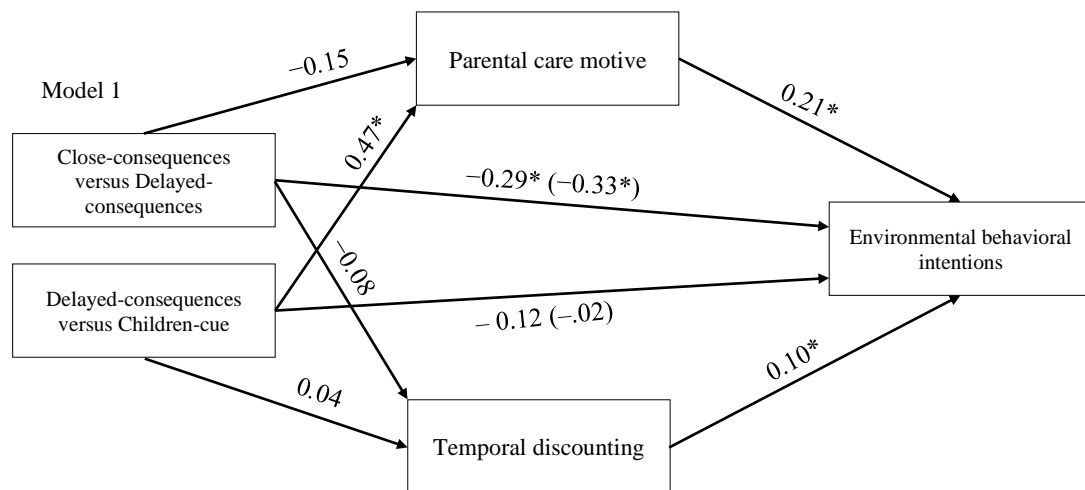 Parental care motive
−0.15
Model 1
0.21*
0.47*
Close-consequences
versus Delayed-
consequences
−0.29* (−0.33*)
Environmental behavioral
intentions
−0.08
Delayed-consequences
versus Children-cue
– 0.12 (–.02)
0.10*
0.04
Temporal discounting